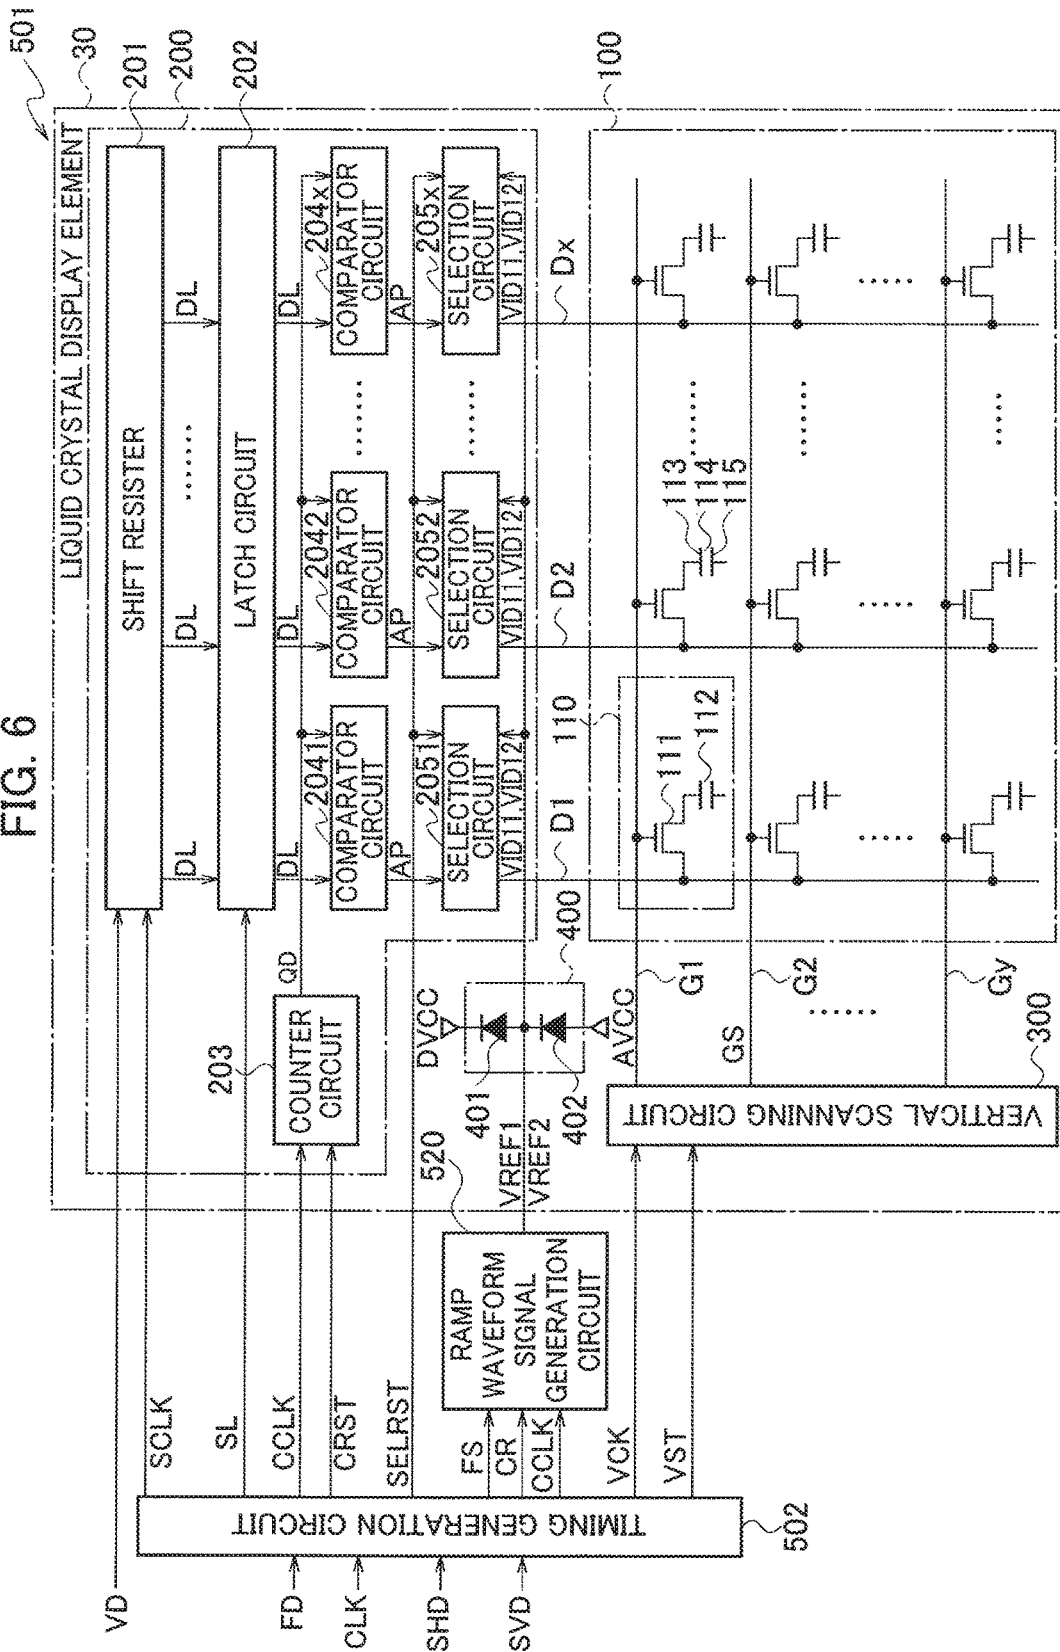 FIG. 6
501
30
LIQUID CRYSTAL DISPLAY ELEMENT
200
201
SHIFT RESISTER
202
LATCH CIRCUIT
DL
DL
DL
.......
DL
DL
DL
203
COUNTER
CIRCUIT
QD
2041
COMPARATOR
CIRCUIT
2042
COMPARATOR
CIRCUIT
.......
204x
COMPARATOR
CIRCUIT
AP
AP
AP
2051
SELECTION
CIRCUIT
VID11,VID12
2052
SELECTION
CIRCUIT
VID11,VID12
.......
205x
SELECTION
CIRCUIT
VID11,VID12
D1
D2
Dx
VD
SCLK
SL
CCLK
CRST
SELRST
FS
CR
CCLK
VCK
VST
FD
CLK
SHD
SVD
TIMING GENERATION CIRCUIT
502
520
RAMP
WAVEFORM
SIGNAL
GENERATION
CIRCUIT
VREF1
VREF2
DVCC
401
402
400
AVCC
VERTICAL SCANNING CIRCUIT
300
GS
G1
G2
Gy
.......
100
110
111
112
113
114
115
.......
.......
.....
.....
.....
.....